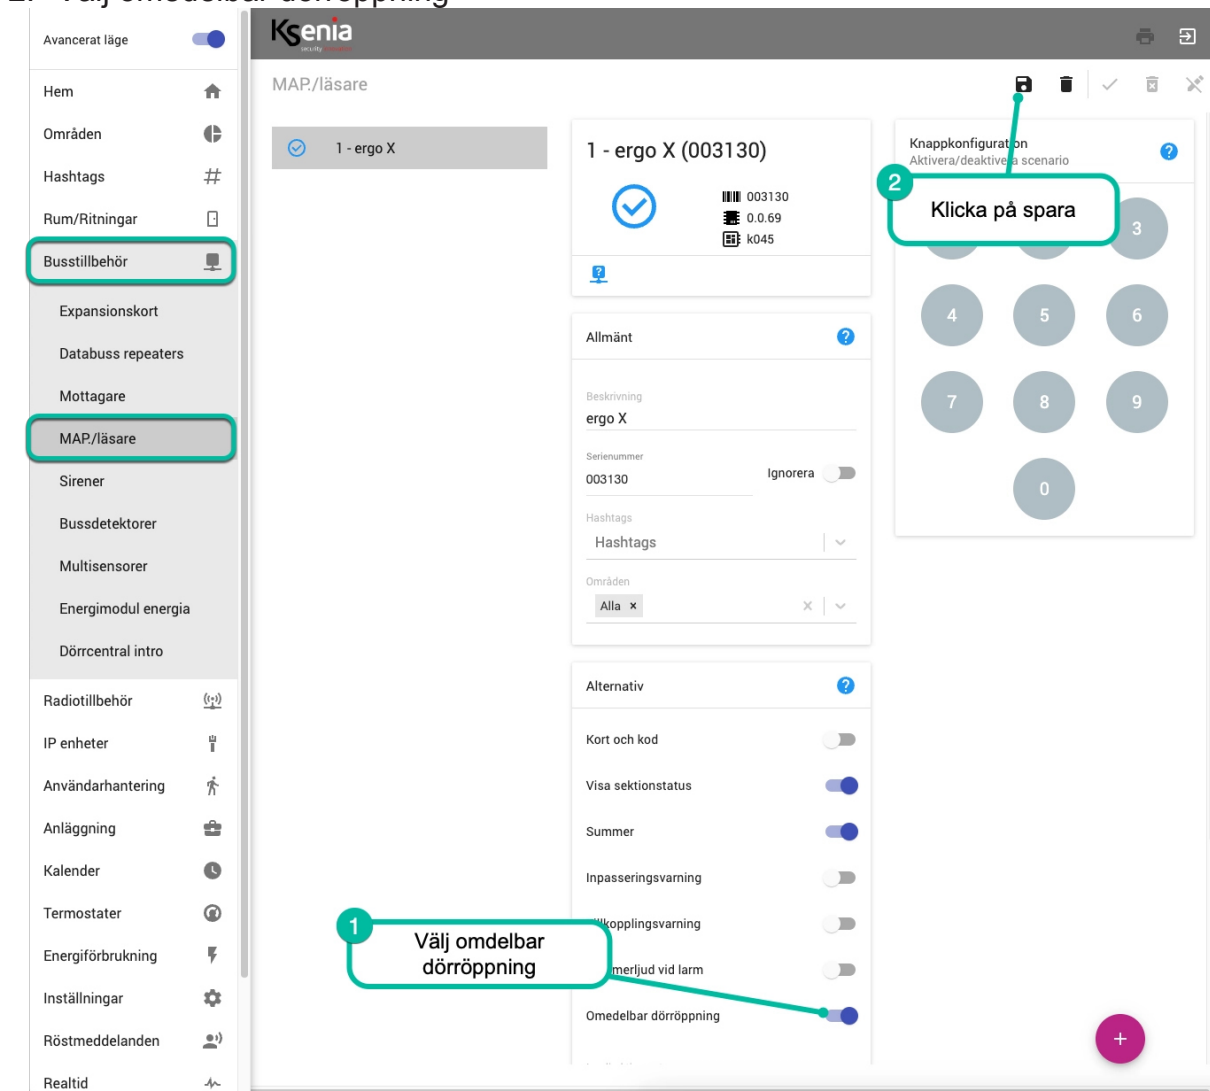 Avancerat läge
Hem
Områden
Hashtags
Rum/Ritningar
Busstillbehör
Expansionskort
Databuss repeaters
Mottagare
MAP./läsare
Sirener
Bussdetektorer
Multisensorer
Energimodul energia
Dörrcentral intro
Radiotillbehör
IP enheter
Användarhantering
Anläggning
Kalender
Termostater
Energiförbrukning
Inställningar
Röstmeddelanden
Realtid
Ksenia
MAP./läsare
1 - ergo X
1 - ergo X (003130)
003130
0.0.69
k045
Allmänt
Beskrivning
ergo X
Serienummer
003130
Ignorera
Hashtags
Hashtags
Områden
Alla ×
Alternativ
Kort och kod
Visa sektionstatus
Summer
Inpasseringsvarning
Omedelbar dörröppning
1
Välj omdelbar
dörröppning
Knappkonfiguration
Aktivera/deaktivera scenario
2
Klicka på spara
3
4 5 6
7 8 9
0